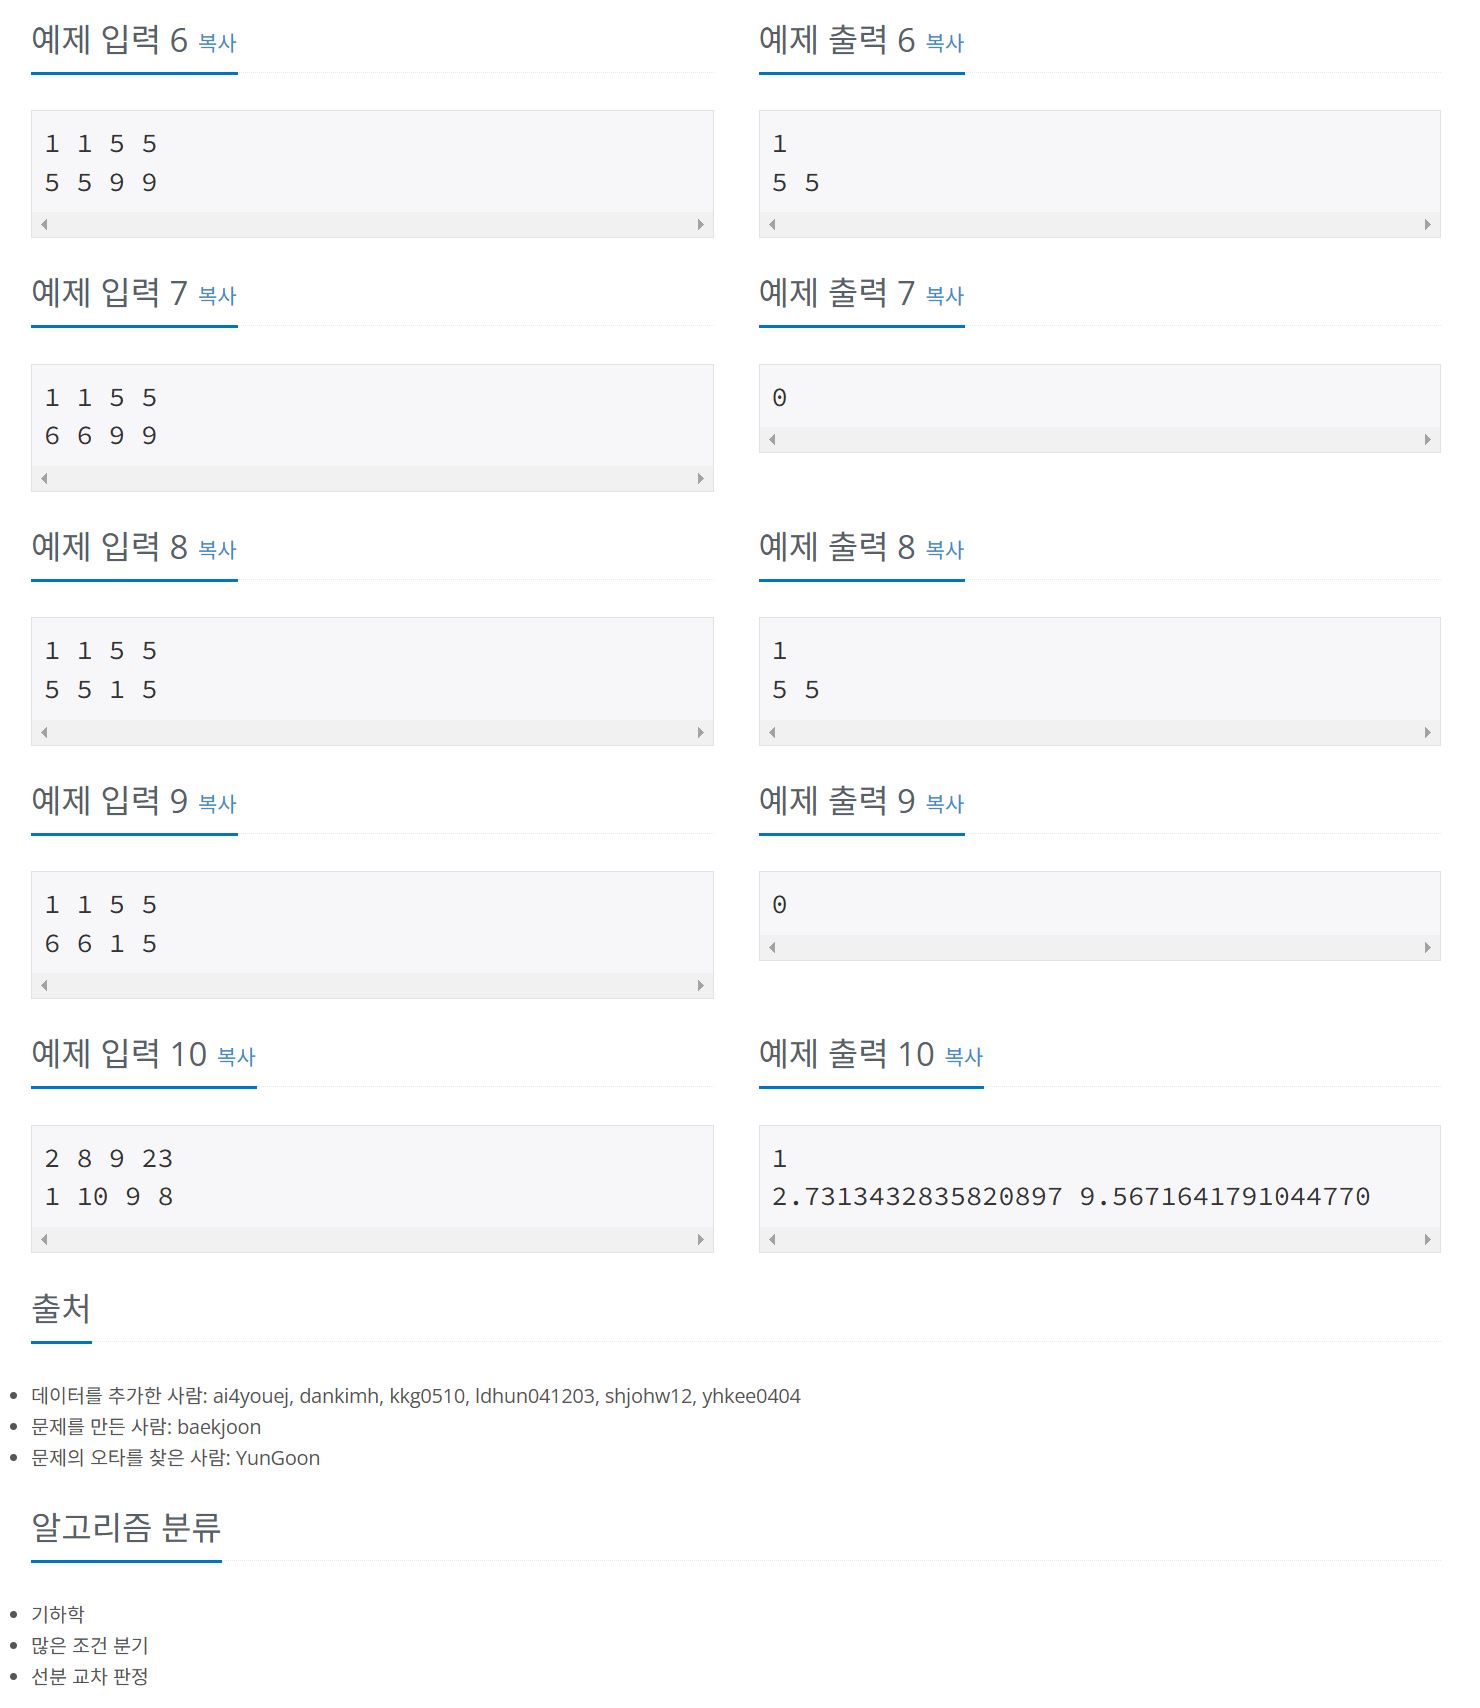 예제 입력 6 복사
1 1 5 5
5 5 9 9
예제 출력 6 복사
1
5 5
예제 입력 7 복사
1 1 5 5
6 6 9 9
예제 출력 7 복사
0
예제 입력 8 복사
1 1 5 5
5 5 1 5
예제 출력 8 복사
1
5 5
예제 입력 9 복사
1 1 5 5
6 6 1 5
예제 출력 9 복사
0
예제 입력 10 복사
2 8 9 23
1 10 9 8
예제 출력 10 복사
1
2.7313432835820897 9.5671641791044770
출처
데이터를 추가한 사람: ai4youej, dankimh, kkg0510, ldhun041203, shjohw12, yhkee0404
문제를 만든 사람: baekjoon
문제의 오타를 찾은 사람: YunGoon
알고리즘 분류
기하학
많은 조건 분기
선분 교차 판정